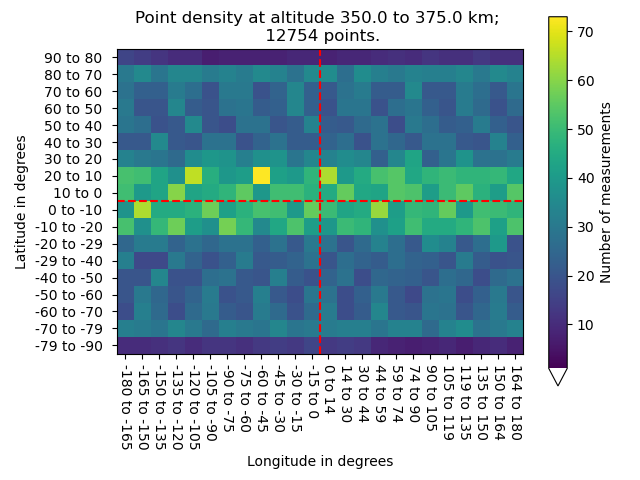 Point density at altitude 350.0 to 375.0 km;
12754 points.
90 to 80
80 to 70
70 to 60
60 to 50
50 to 40
40 to 30
30 to 20
20 to 10
10 to 0
0 to -10
-10 to -20
-20 to -29
-29 to -40
-40 to -50
-50 to -60
-60 to -70
-70 to -79
-79 to -90
Latitude in degrees
-180 to -165
-165 to -150
-150 to -135
-135 to -120
-120 to -105
-105 to -90
-90 to -75
-75 to -60
-60 to -45
-45 to -30
-30 to -15
-15 to 0
0 to 14
14 to 30
30 to 44
44 to 59
59 to 74
74 to 90
90 to 105
105 to 119
119 to 135
135 to 150
150 to 164
164 to 180
Longitude in degrees
70
60
50
40
30
20
10
Number of measurements